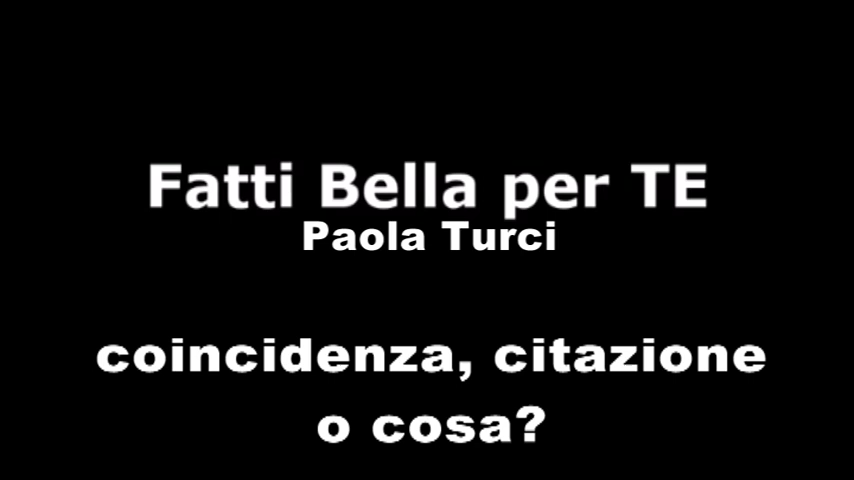 Fatti Bella per TE
Paola Turci
coincidenza, citazione
o cosa?